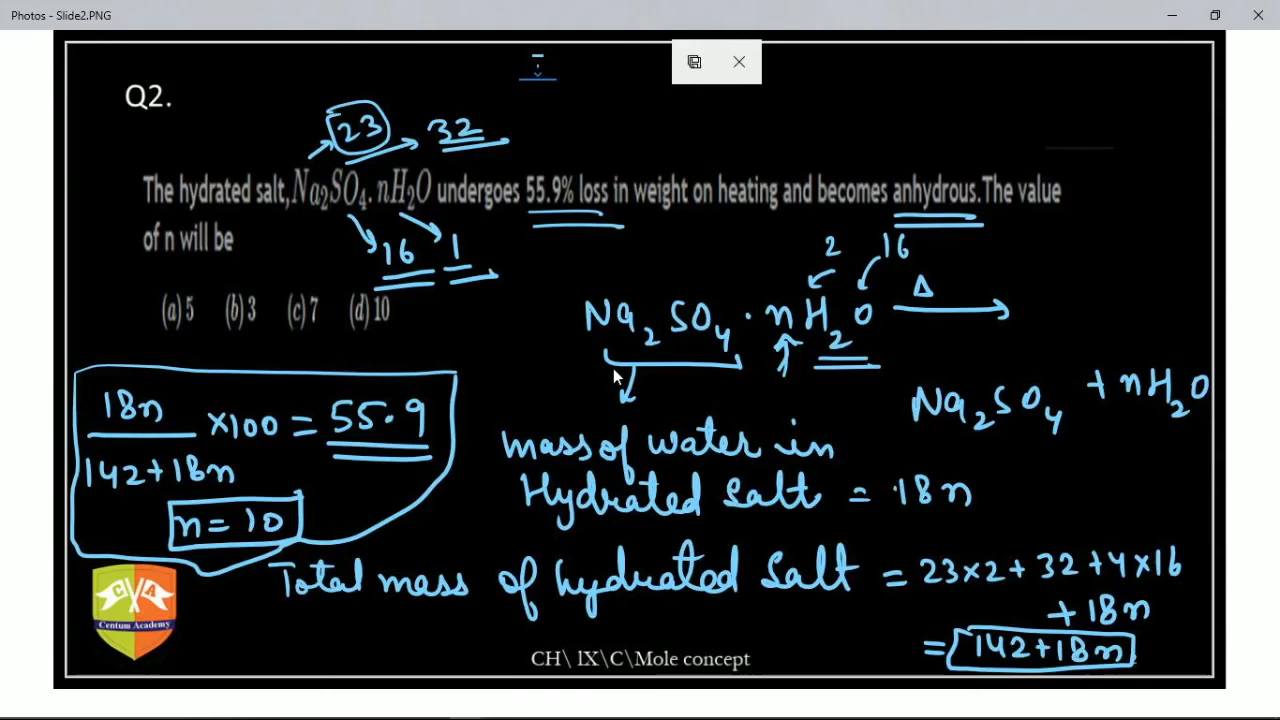 Photos - Slide2.PNG
Q2.
23 32
The hydrated salt, Na₂SO₄.nH₂O undergoes 55.9% loss in weight on heating and becomes anhydrous.The value
of n will be
16 1
2 16
(a) 5 (b) 3 (c) 7 (d) 10
Na₂SO₄ · nH₂O Δ →
Na₂SO₄ + nH₂O
18n / 142+18n ×100 = 55.9
n = 10
mass of water in
Hydrated salt = 18n
Total mass of hydrated salt = 23×2 + 32 + 4×16
+ 18n
= 142+18n
C A
Centum Academy
CH\ lX\C\Mole concept